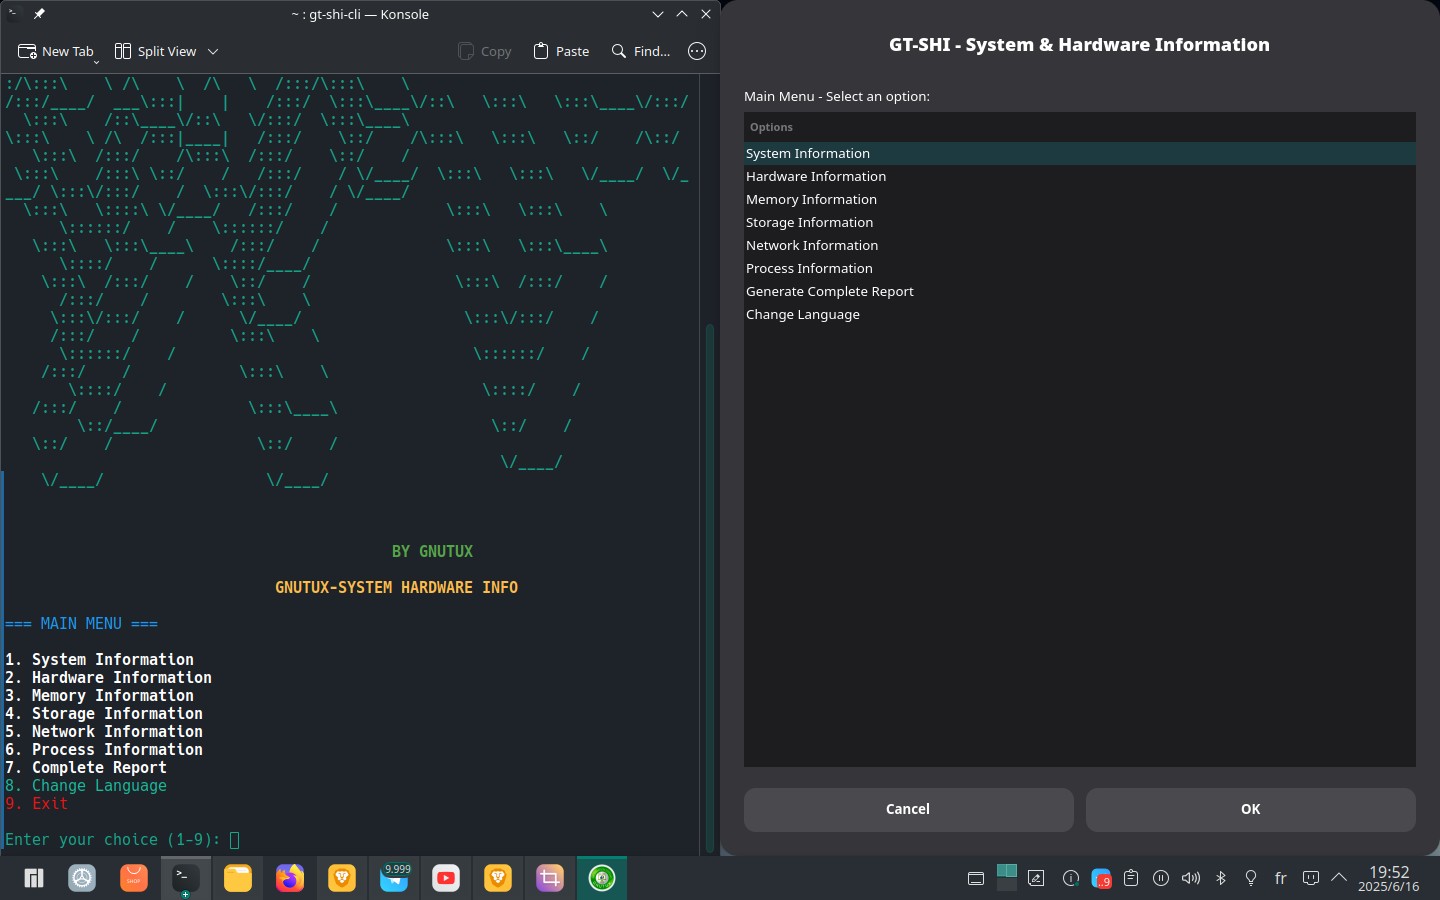 ~ : gt-shi-cli — Konsole
New Tab
Split View
Copy
Paste
Find...
BY GNUTUX
GNUTUX-SYSTEM HARDWARE INFO
=== MAIN MENU ===
1. System Information
2. Hardware Information
3. Memory Information
4. Storage Information
5. Network Information
6. Process Information
7. Complete Report
8. Change Language
9. Exit
Enter your choice (1-9):
GT-SHI - System & Hardware Information
Main Menu - Select an option:
Options
System Information
Hardware Information
Memory Information
Storage Information
Network Information
Process Information
Generate Complete Report
Change Language
Cancel
OK
SHOP
>_
9.999
..9
fr
19:52
2025/6/16